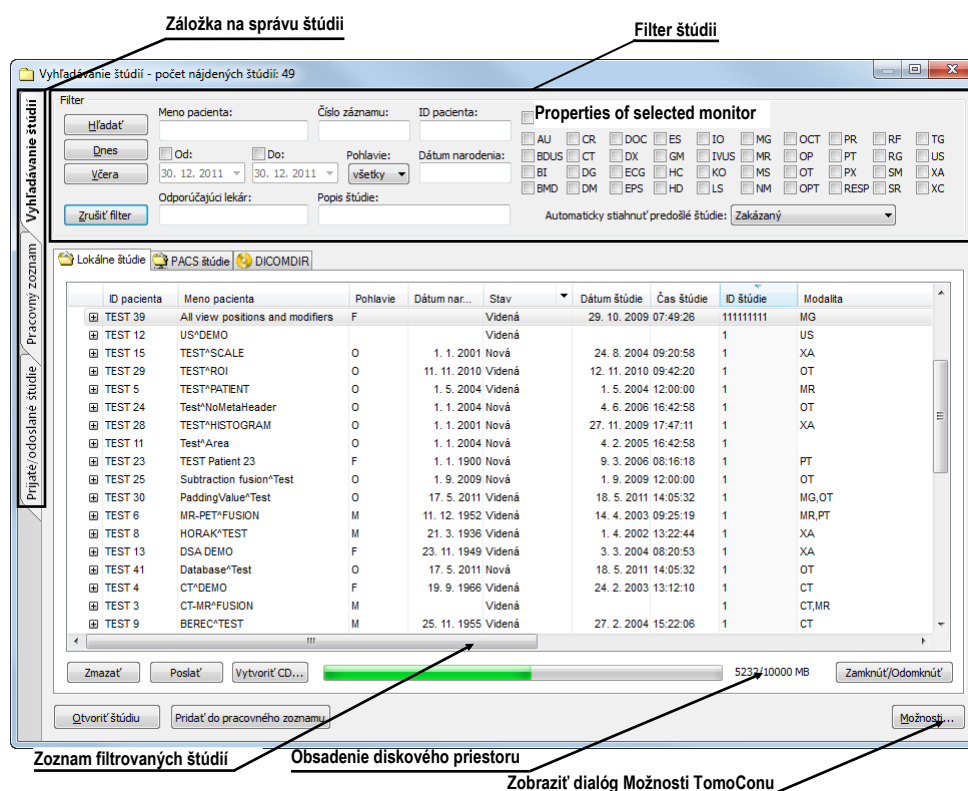 Záložka na správu štúdii
Filter štúdii
Vyhľadávanie štúdií - počet nájdených štúdií: 49
Vyhľadávanie štúdií
Pracovný zoznam
Prijaté/odoslané štúdie
Filter
Hľadať
Dnes
Včera
Zrušiť filter
Meno pacienta: Číslo záznamu: ID pacienta:
Od: Do: Pohlavie: Dátum narodenia:
30. 12. 2011 30. 12. 2011 všetky
Odporúčajúci lekár: Popis štúdie:
Properties of selected monitor
AU CR DOC ES IO MG OCT PR RF TG
BDUS CT DX GM IVUS MR OP PT RG US
BI DG ECG HC KO MS OT PX SM XA
BMD DM EPS HD LS NM OPT RESP SR XC
Automaticky stiahnuť predošlé štúdie: Zakázaný
Lokálne štúdie PACS štúdie DICOMDIR
ID pacienta Meno pacienta Pohlavie Dátum nar... Stav Dátum štúdie Čas štúdie ID štúdie Modalita
TEST 39 All view positions and modifiers F Videná 29. 10. 2009 07:49:26 111111111 MG
TEST 12 US^DEMO Videná 1 US
TEST 15 TEST^SCALE O 1. 1. 2001 Nová 24. 8. 2004 09:20:58 1 XA
TEST 29 TEST^ROI O 11. 11. 2010 Videná 12. 11. 2010 09:42:20 1 OT
TEST 5 TEST^PATIENT O 1. 5. 2004 Videná 1. 5. 2004 12:00:00 1 MR
TEST 24 Test^NoMetaHeader O 1. 1. 2004 Nová 4. 6. 2006 16:42:58 1 OT
TEST 28 TEST^HISTOGRAM O 1. 1. 2001 Nová 27. 11. 2009 17:47:11 1 XA
TEST 11 Test^Area O 1. 1. 2004 Nová 4. 2. 2005 16:42:58 1
TEST 23 TEST Patient 23 F 1. 1. 1900 Nová 9. 3. 2006 08:16:18 1 PT
TEST 25 Subtraction fusion^Test O 1. 9. 2009 Nová 1. 9. 2009 12:00:00 1 OT
TEST 30 PaddingValue^Test O 17. 5. 2011 Videná 18. 5. 2011 14:05:32 1 MG,OT
TEST 6 MR-PET^FUSION M 11. 12. 1952 Videná 14. 4. 2003 09:25:19 1 MR,PT
TEST 8 HORAK^TEST M 21. 3. 1936 Videná 1. 4. 2002 13:22:44 1 XA
TEST 13 DSA DEMO F 23. 11. 1949 Videná 3. 3. 2004 08:20:53 1 XA
TEST 41 Database^Test O 17. 5. 2011 Nová 18. 5. 2011 14:05:32 1 OT
TEST 4 CT^DEMO F 19. 9. 1966 Videná 24. 2. 2003 13:12:10 1 CT
TEST 3 CT-MR^FUSION M Videná 1 CT,MR
TEST 9 BEREC^TEST M 25. 11. 1955 Videná 27. 2. 2004 15:22:06 1 CT
Zmazať Poslať Vytvoriť CD... 5232/10000 MB Zamknúť/Odomknúť
Otvoriť štúdiu Pridať do pracovného zoznamu Možnosti...
Zoznam filtrovaných štúdií
Obsadenie diskového priestoru
Zobraziť dialóg Možnosti TomoConu